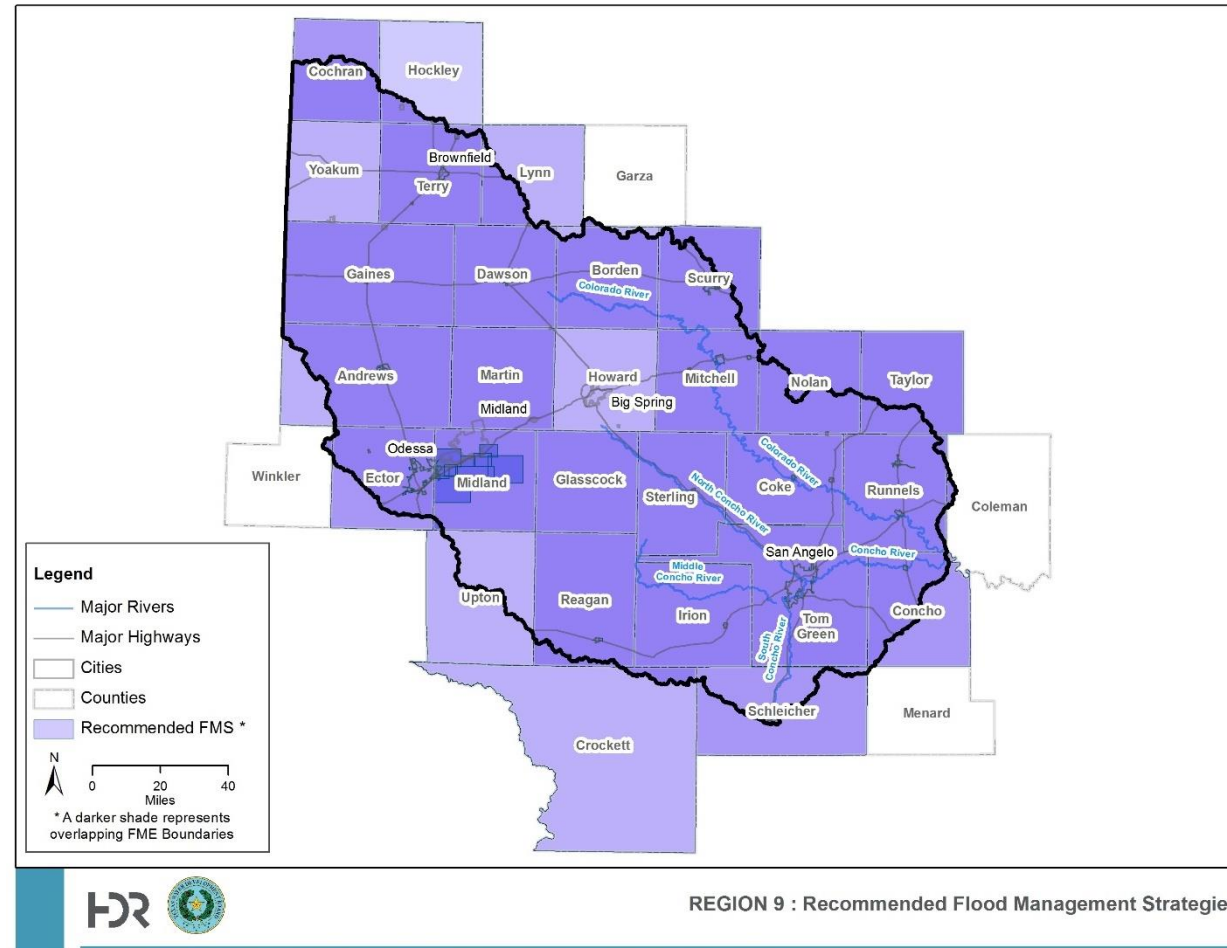 Cochran
Hockley
Yoakum
Brownfield
Terry
Lynn
Garza
Gaines
Dawson
Borden
Scurry
Colorado River
Andrews
Martin
Howard
Mitchell
Nolan
Taylor
Midland
Big Spring
Odessa
Winkler
Ector
Midland
Glasscock
Sterling
North Concho River
Coke
Colorado River
Runnels
Coleman
San Angelo
Concho River
Middle
Concho River
Upton
Reagan
Irion
Tom
Green
Concho
South
Concho River
Schleicher
Menard
Crockett
Legend
Major Rivers
Major Highways
Cities
Counties
Recommended FMS *
N
0 20 40
Miles
* A darker shade represents
overlapping FME Boundaries
HDR
REGION 9 : Recommended Flood Management Strategie